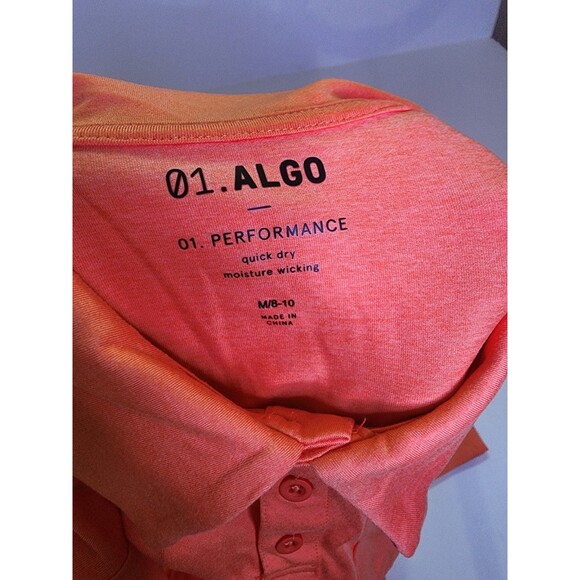 01.ALGO
01. PERFORMANCE
quick dry
moisture wicking
M/8-10
MADE IN
CHINA